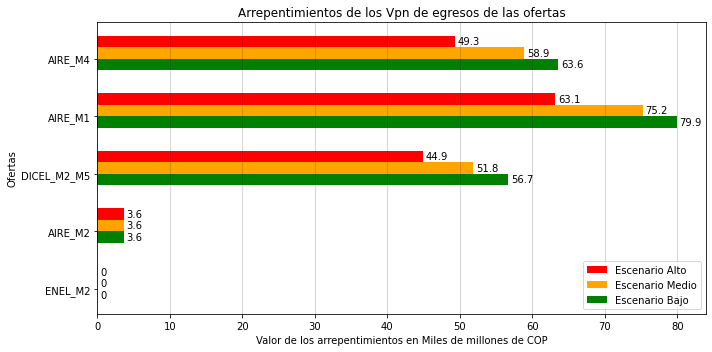 Arrepentimientos de los Vpn de egresos de las ofertas
Ofertas
AIRE_M4
49.3
58.9
63.6
AIRE_M1
63.1
75.2
79.9
DICEL_M2_M5
44.9
51.8
56.7
AIRE_M2
3.6
3.6
3.6
ENEL_M2
0
0
0
Escenario Alto
Escenario Medio
Escenario Bajo
0 10 20 30 40 50 60 70 80
Valor de los arrepentimientos en Miles de millones de COP